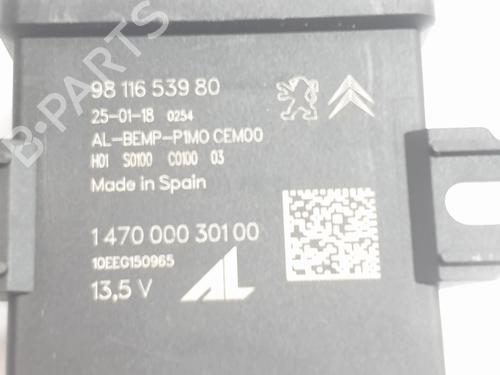 98 116 539 80
25-01-18 0254
AL-BEMP-P1MO CEM00
H01 S0100 C0100 03
Made in Spain
1 470 000 301 00
10EEG150965
13,5 V
AL
B-PARTS